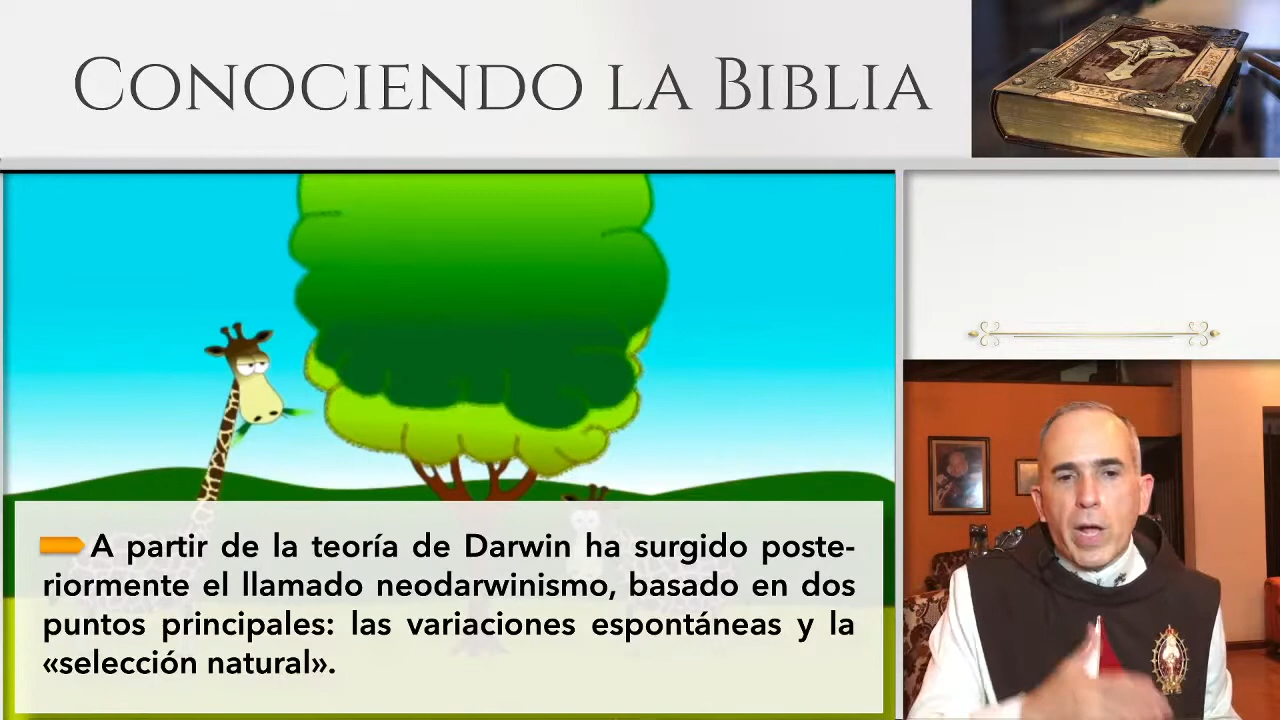 CONOCIENDO LA BIBLIA
A partir de la teoría de Darwin ha surgido poste-
riormente el llamado neodarwinismo, basado en dos
puntos principales: las variaciones espontáneas y la
«selección natural».